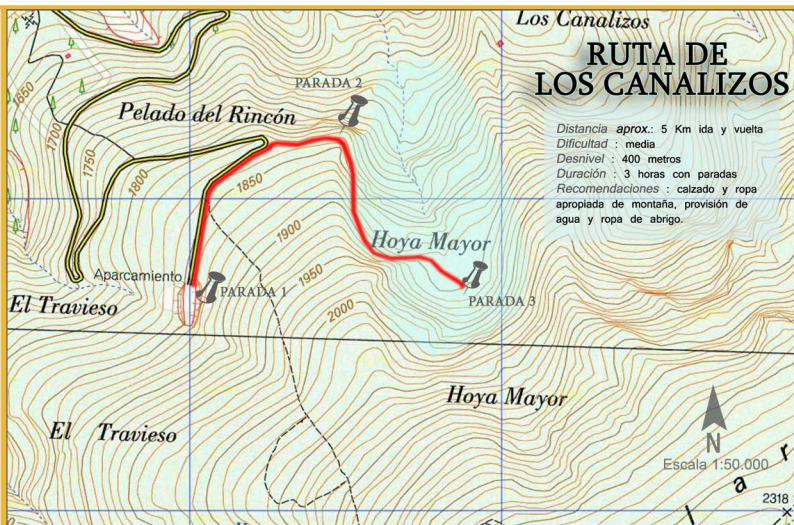 Los Canalizos
RUTA DE
LOS CANALIZOS
Distancia aprox.: 5 Km ida y vuelta
Dificultad : media
Desnivel : 400 metros
Duración : 3 horas con paradas
Recomendaciones : calzado y ropa
apropiada de montaña, provisión de
agua y ropa de abrigo.
PARADA 2
Pelado del Rincón
1650
1700
1750
1800
1850
1900
1950
2000
Hoya Mayor
Aparcamiento
PARADA 1
PARADA 3
El Travieso
Hoya Mayor
El Travieso
N
Escala 1:50.000
l a r
2318